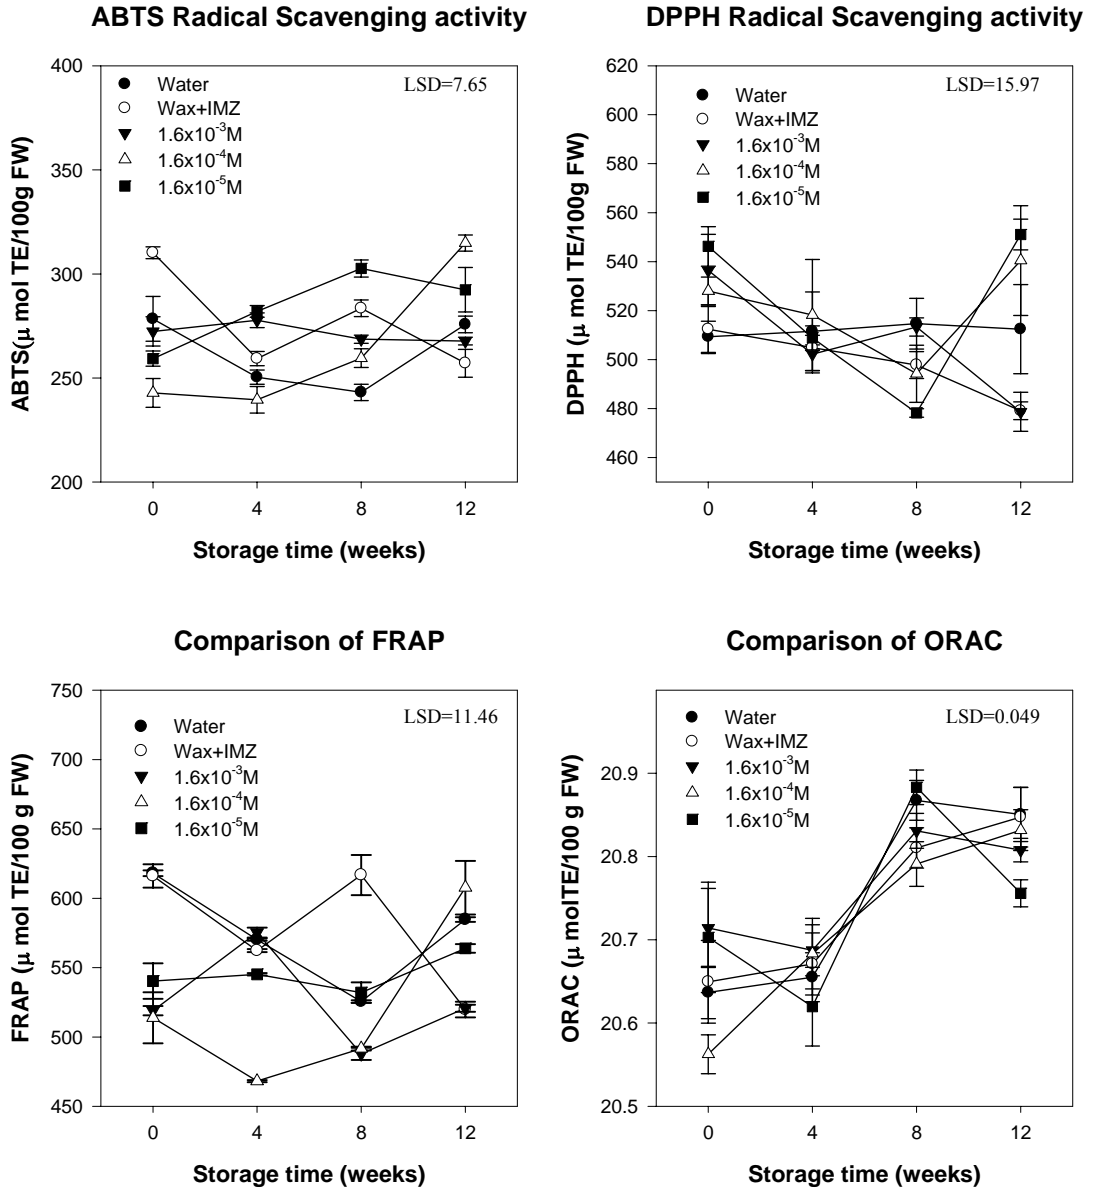 ABTS Radical Scavenging activity
ABTS(μ mol TE/100g FW)
400
350
300
250
200
Water
Wax+IMZ
1.6x10⁻³M
1.6x10⁻⁴M
1.6x10⁻⁵M
LSD=7.65
0 4 8 12
Storage time (weeks)
DPPH Radical Scavenging activity
DPPH (μ mol TE/100g FW)
620
600
580
560
540
520
500
480
460
Water
Wax+IMZ
1.6x10⁻³M
1.6x10⁻⁴M
1.6x10⁻⁵M
LSD=15.97
0 4 8 12
Storage time (weeks)
Comparison of FRAP
FRAP (μ mol TE/100 g FW)
750
700
650
600
550
500
450
Water
Wax+IMZ
1.6x10⁻³M
1.6x10⁻⁴M
1.6x10⁻⁵M
LSD=11.46
0 4 8 12
Storage time (weeks)
Comparison of ORAC
ORAC (μ molTE/100 g FW)
20.9
20.8
20.7
20.6
20.5
Water
Wax+IMZ
1.6x10⁻³M
1.6x10⁻⁴M
1.6x10⁻⁵M
LSD=0.049
0 4 8 12
Storage time (weeks)